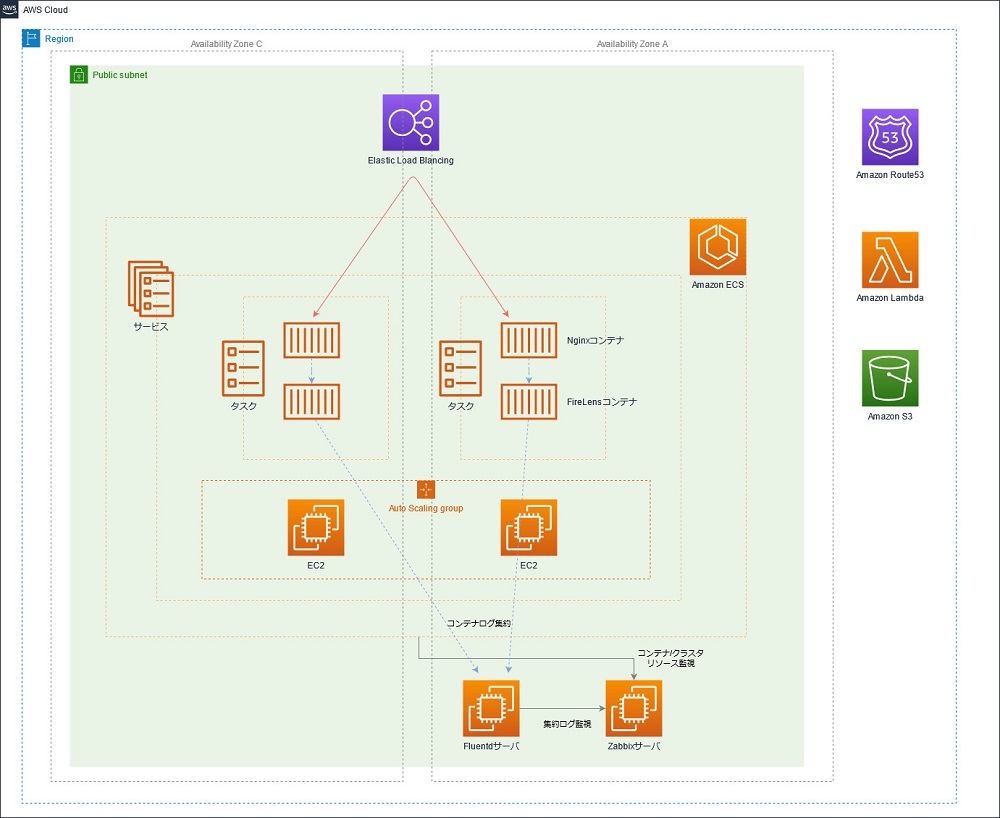 aws
AWS Cloud
Region
Availability Zone C
Availability Zone A
Public subnet
Elastic Load Blancing
53
Amazon Route53
Amazon ECS
Amazon Lambda
サービス
Nginxコンテナ
タスク
タスク
FireLensコンテナ
Amazon S3
Auto Scaling group
EC2
EC2
コンテナログ集約
コンテナ/クラスタ
リソース監視
集約ログ監視
Fluentdサーバ
Zabbixサーバ